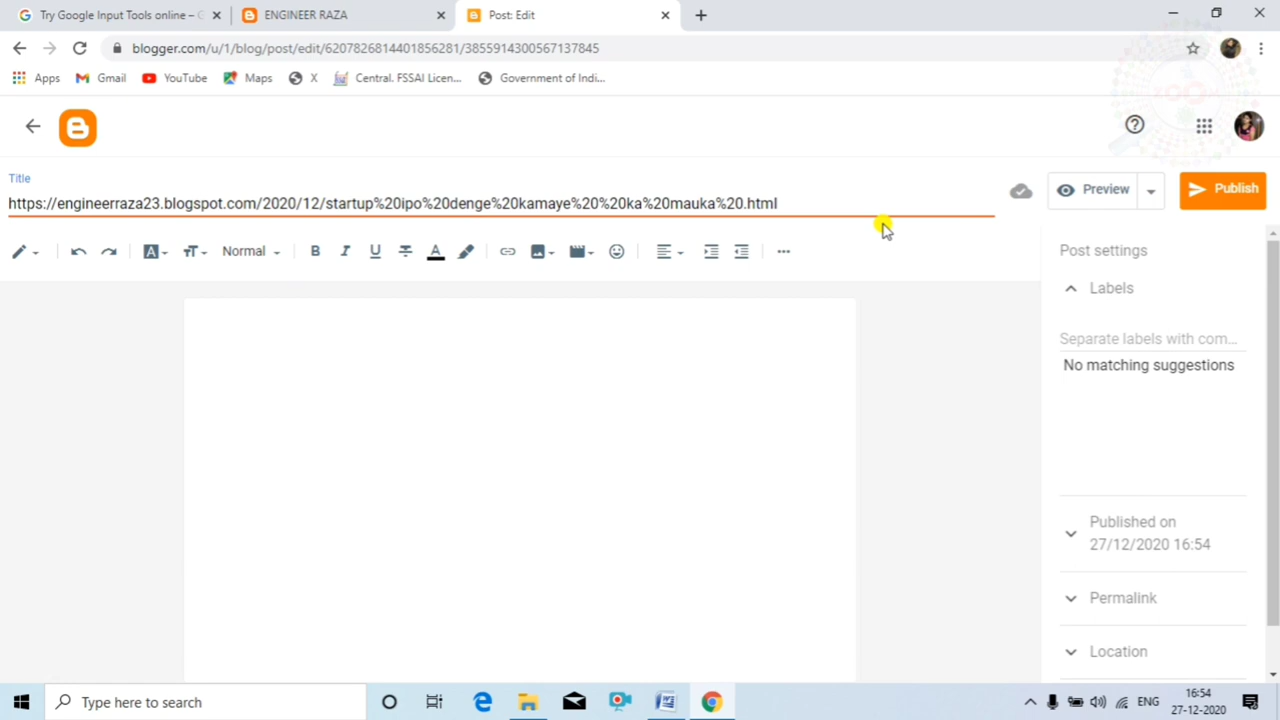 Try Google Input Tools online – G
ENGINEER RAZA
Post: Edit
blogger.com/u/1/blog/post/edit/6207826814401856281/3855914300567137845
Apps
Gmail
YouTube
Maps
X
Central. FSSAI Licen...
Government of Indi...
Title
https://engineerraza23.blogspot.com/2020/12/startup%20ipo%20denge%20kamaye%20%20ka%20mauka%20.html
Preview
Publish
Normal
B I U
Post settings
Labels
Separate labels with com...
No matching suggestions
Published on
27/12/2020 16:54
Permalink
Location
Type here to search
ENG
16:54
27-12-2020